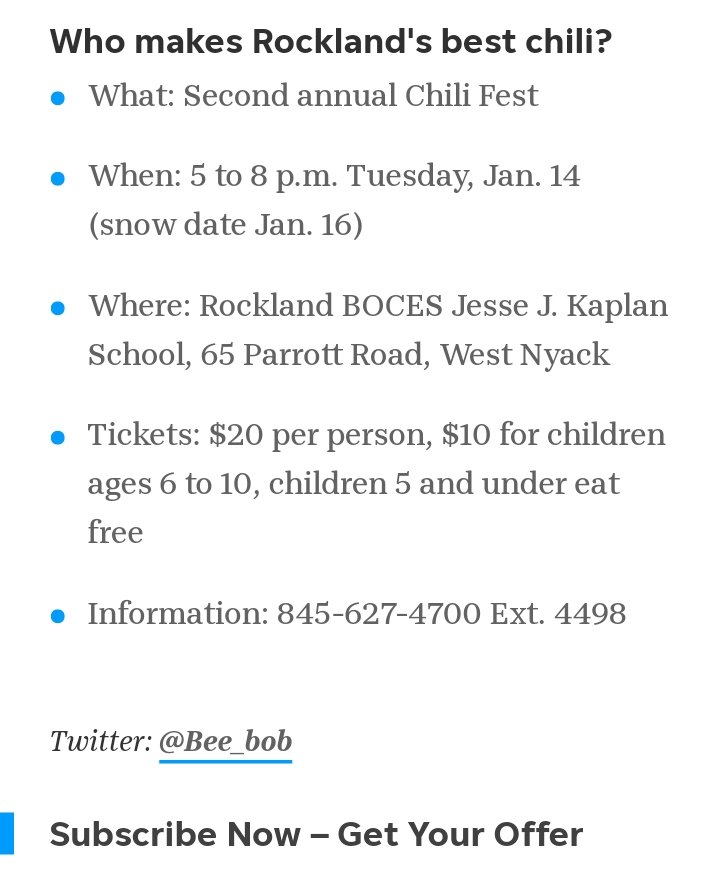 Who makes Rockland's best chili?
What: Second annual Chili Fest
When: 5 to 8 p.m. Tuesday, Jan. 14
(snow date Jan. 16)
Where: Rockland BOCES Jesse J. Kaplan
School, 65 Parrott Road, West Nyack
Tickets: $20 per person, $10 for children
ages 6 to 10, children 5 and under eat
free
Information: 845-627-4700 Ext. 4498
Twitter: @Bee_bob
Subscribe Now – Get Your Offer